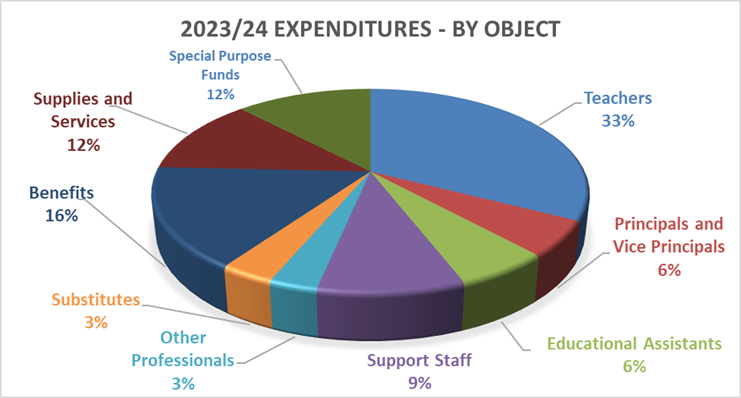 2023/24 EXPENDITURES - BY OBJECT
Special Purpose
Funds
12%
Teachers
33%
Supplies and
Services
12%
Benefits
16%
Principals and
Vice Principals
6%
Substitutes
3%
Other
Professionals
3%
Support Staff
9%
Educational Assistants
6%